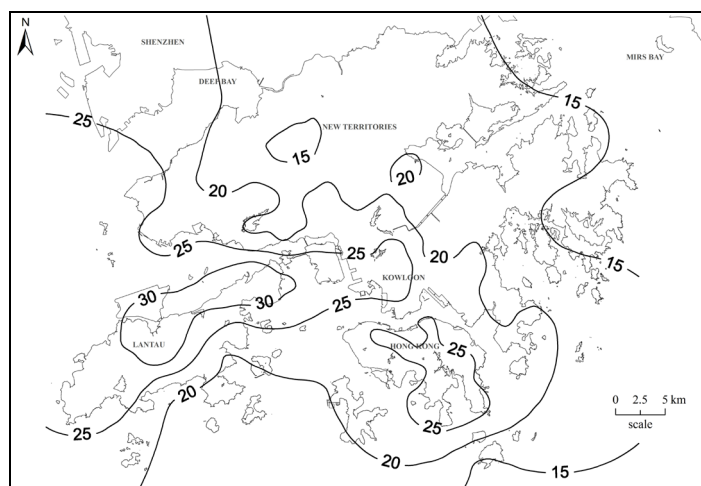 N
SHENZHEN
MIRS BAY
DEEP BAY
15
25
NEW TERRITORIES
15
20
20
25
25
20
15
KOWLOON
30
30
25
HONG KONG
LANTAU
25
20
0 2.5 5 km
scale
25
25
20
15